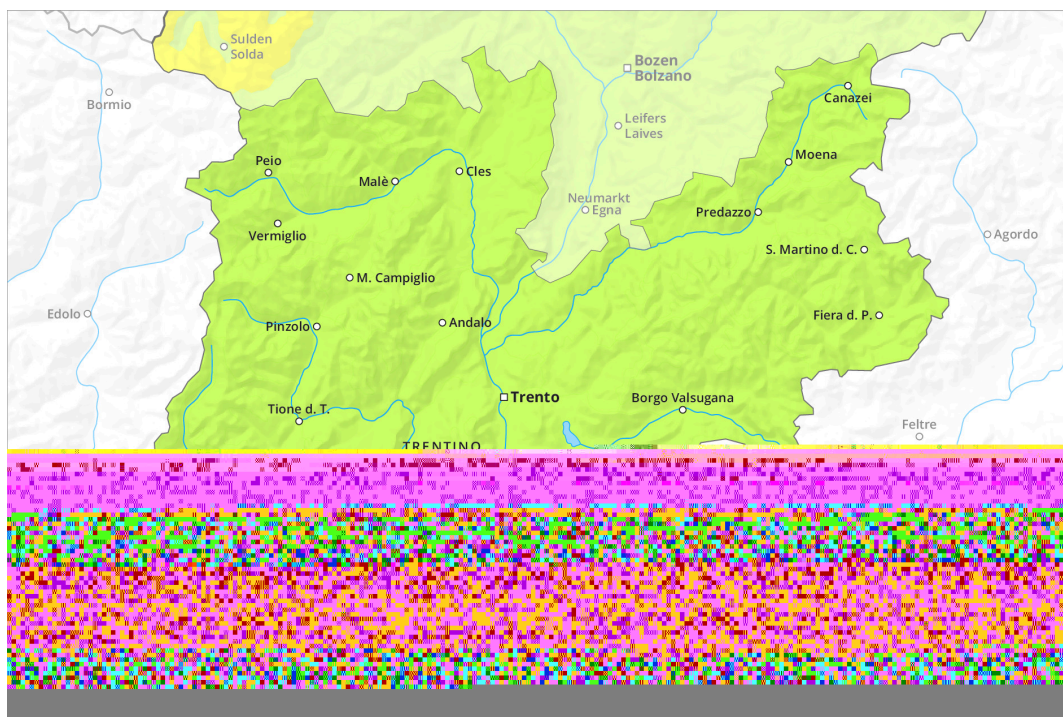 Sulden
Solda
Bozen
Bolzano
Bormio
Canazei
Leifers
Laives
Moena
Peio
Malè
Cles
Neumarkt
Egna
Predazzo
Vermiglio
Agordo
S. Martino d. C.
M. Campiglio
Edolo
Pinzolo
Andalo
Fiera d. P.
Trento
Borgo Valsugana
Tione d. T.
Feltre
TRENTINO